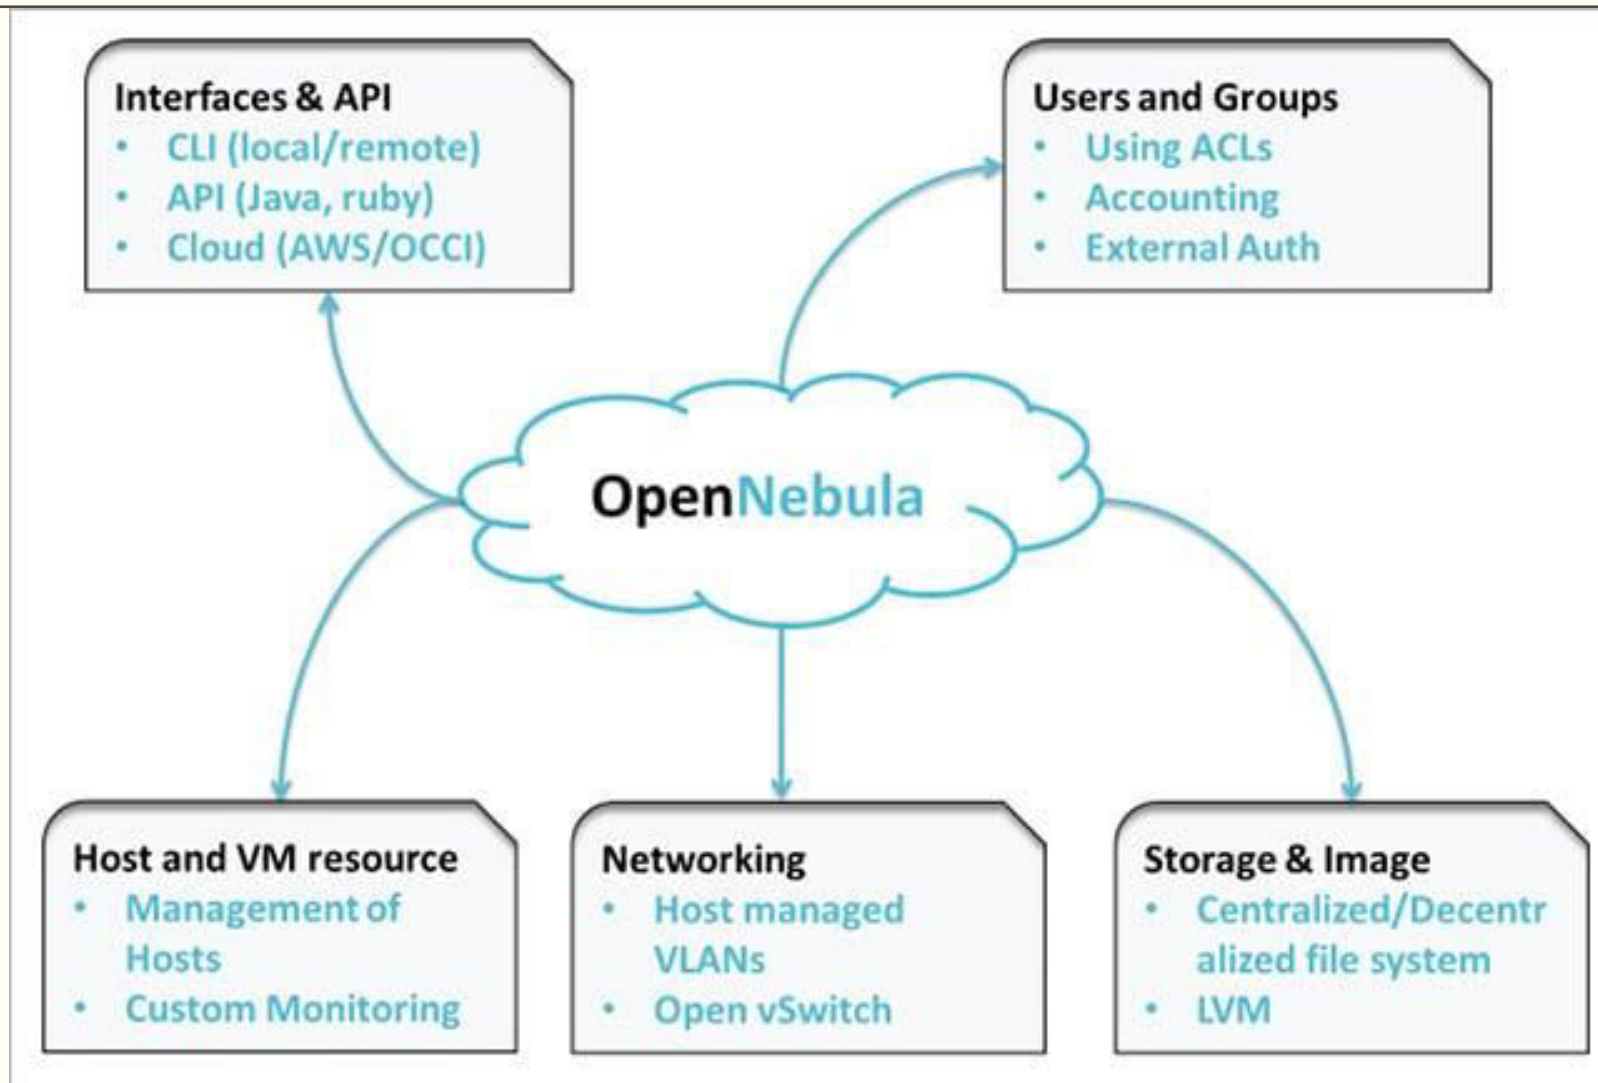 Interfaces & API
• CLI (local/remote)
• API (Java, ruby)
• Cloud (AWS/OCCI)
Users and Groups
• Using ACLs
• Accounting
• External Auth
OpenNebula
Host and VM resource
• Management of
Hosts
• Custom Monitoring
Networking
• Host managed
VLANs
• Open vSwitch
Storage & Image
• Centralized/Decentr
alized file system
• LVM